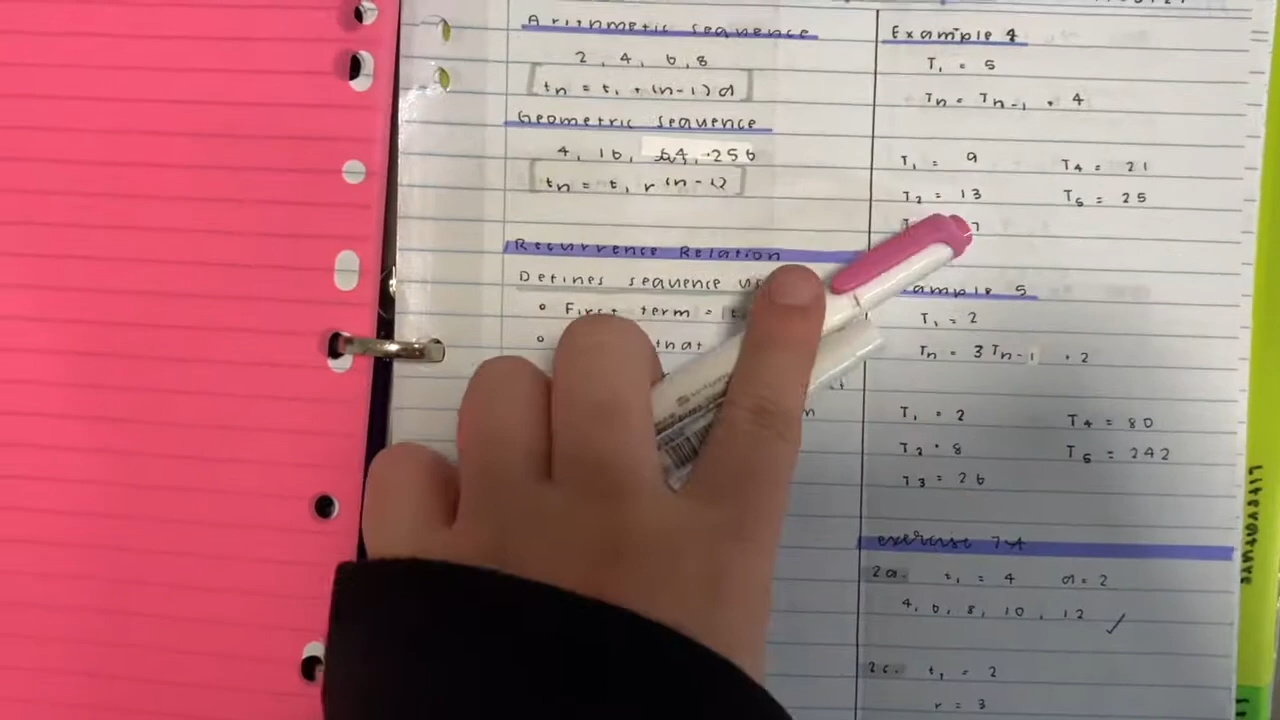 Arithmetic sequence
2, 4, 6, 8
tn = t1 + (n-1)d
Geometric sequence
4, 16, 64, 256
tn = t1 r(n-1)
Recurrence Relation
Defines sequence
First term =
that
Example 4
T1 = 5
Tn = Tn-1 + 4
T1 = 9
T4 = 21
T2 = 13
T5 = 25
7
ample 5
T1 = 2
Tn = 3Tn-1 + 2
T1 = 2
T4 = 80
T2 = 8
T5 = 242
T3 = 26
exercise 7A
2a. t1 = 4 d = 2
4, 6, 8, 10, 12 ✓
2c. t1 = 2
r = 3
Literature